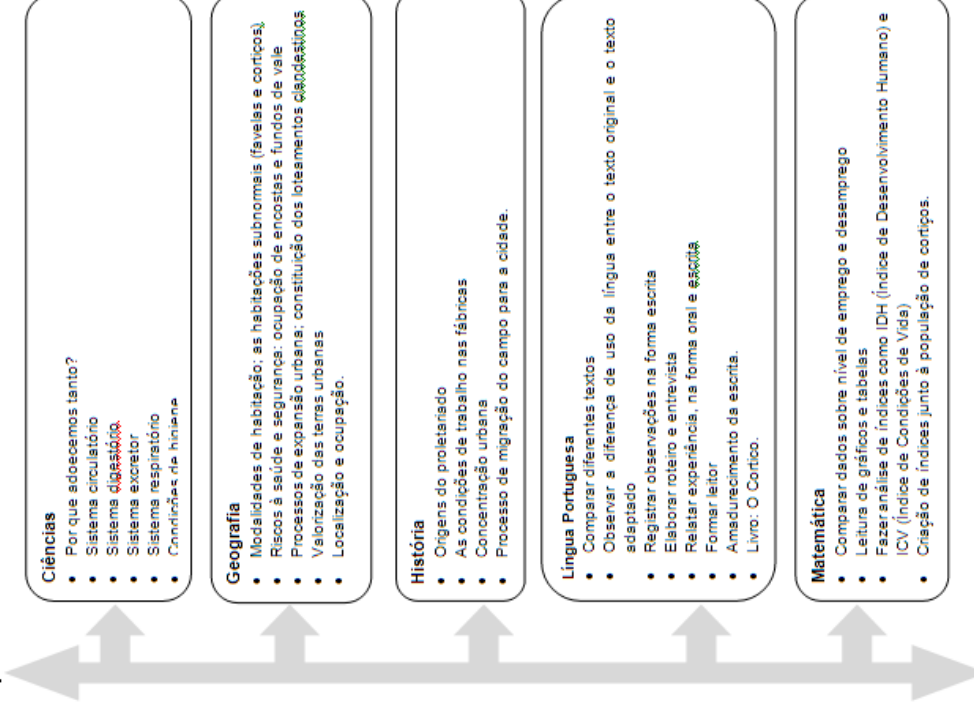 Ciências
• Por que adoecemos tanto?
• Sistema circulatório
• Sistema digestório.
• Sistema excretor
• Sistema respiratório
• Condições de higiene
Geografia
• Modalidades de habitação; as habitações subnormais (favelas e cortiços),
• Riscos à saúde e segurança: ocupação de encostas e fundos de vale
• Processos de expansão urbana; constituição dos loteamentos clandestinos
• Valorização das terras urbanas
• Localização e ocupação.
História
• Origens do proletariado
• As condições de trabalho nas fábricas
• Concentração urbana
• Processo de migração do campo para a cidade.
Língua Portuguesa
• Comparar diferentes textos
• Observar a diferença de uso da língua entre o texto original e o texto
adaptado
• Registrar observações na forma escrita
• Elaborar roteiro e entrevista
• Relatar experiência, na forma oral e escrita.
• Formar leitor
• Amadurecimento da escrita.
• Livro: O Cortico.
Matemática
• Comparar dados sobre nível de emprego e desemprego
• Leitura de gráficos e tabelas
• Fazer análise de índices como IDH (Índice de Desenvolvimento Humano) e
ICV (Índice de Condições de Vida)
• Criação de índices junto à população de cortiços.